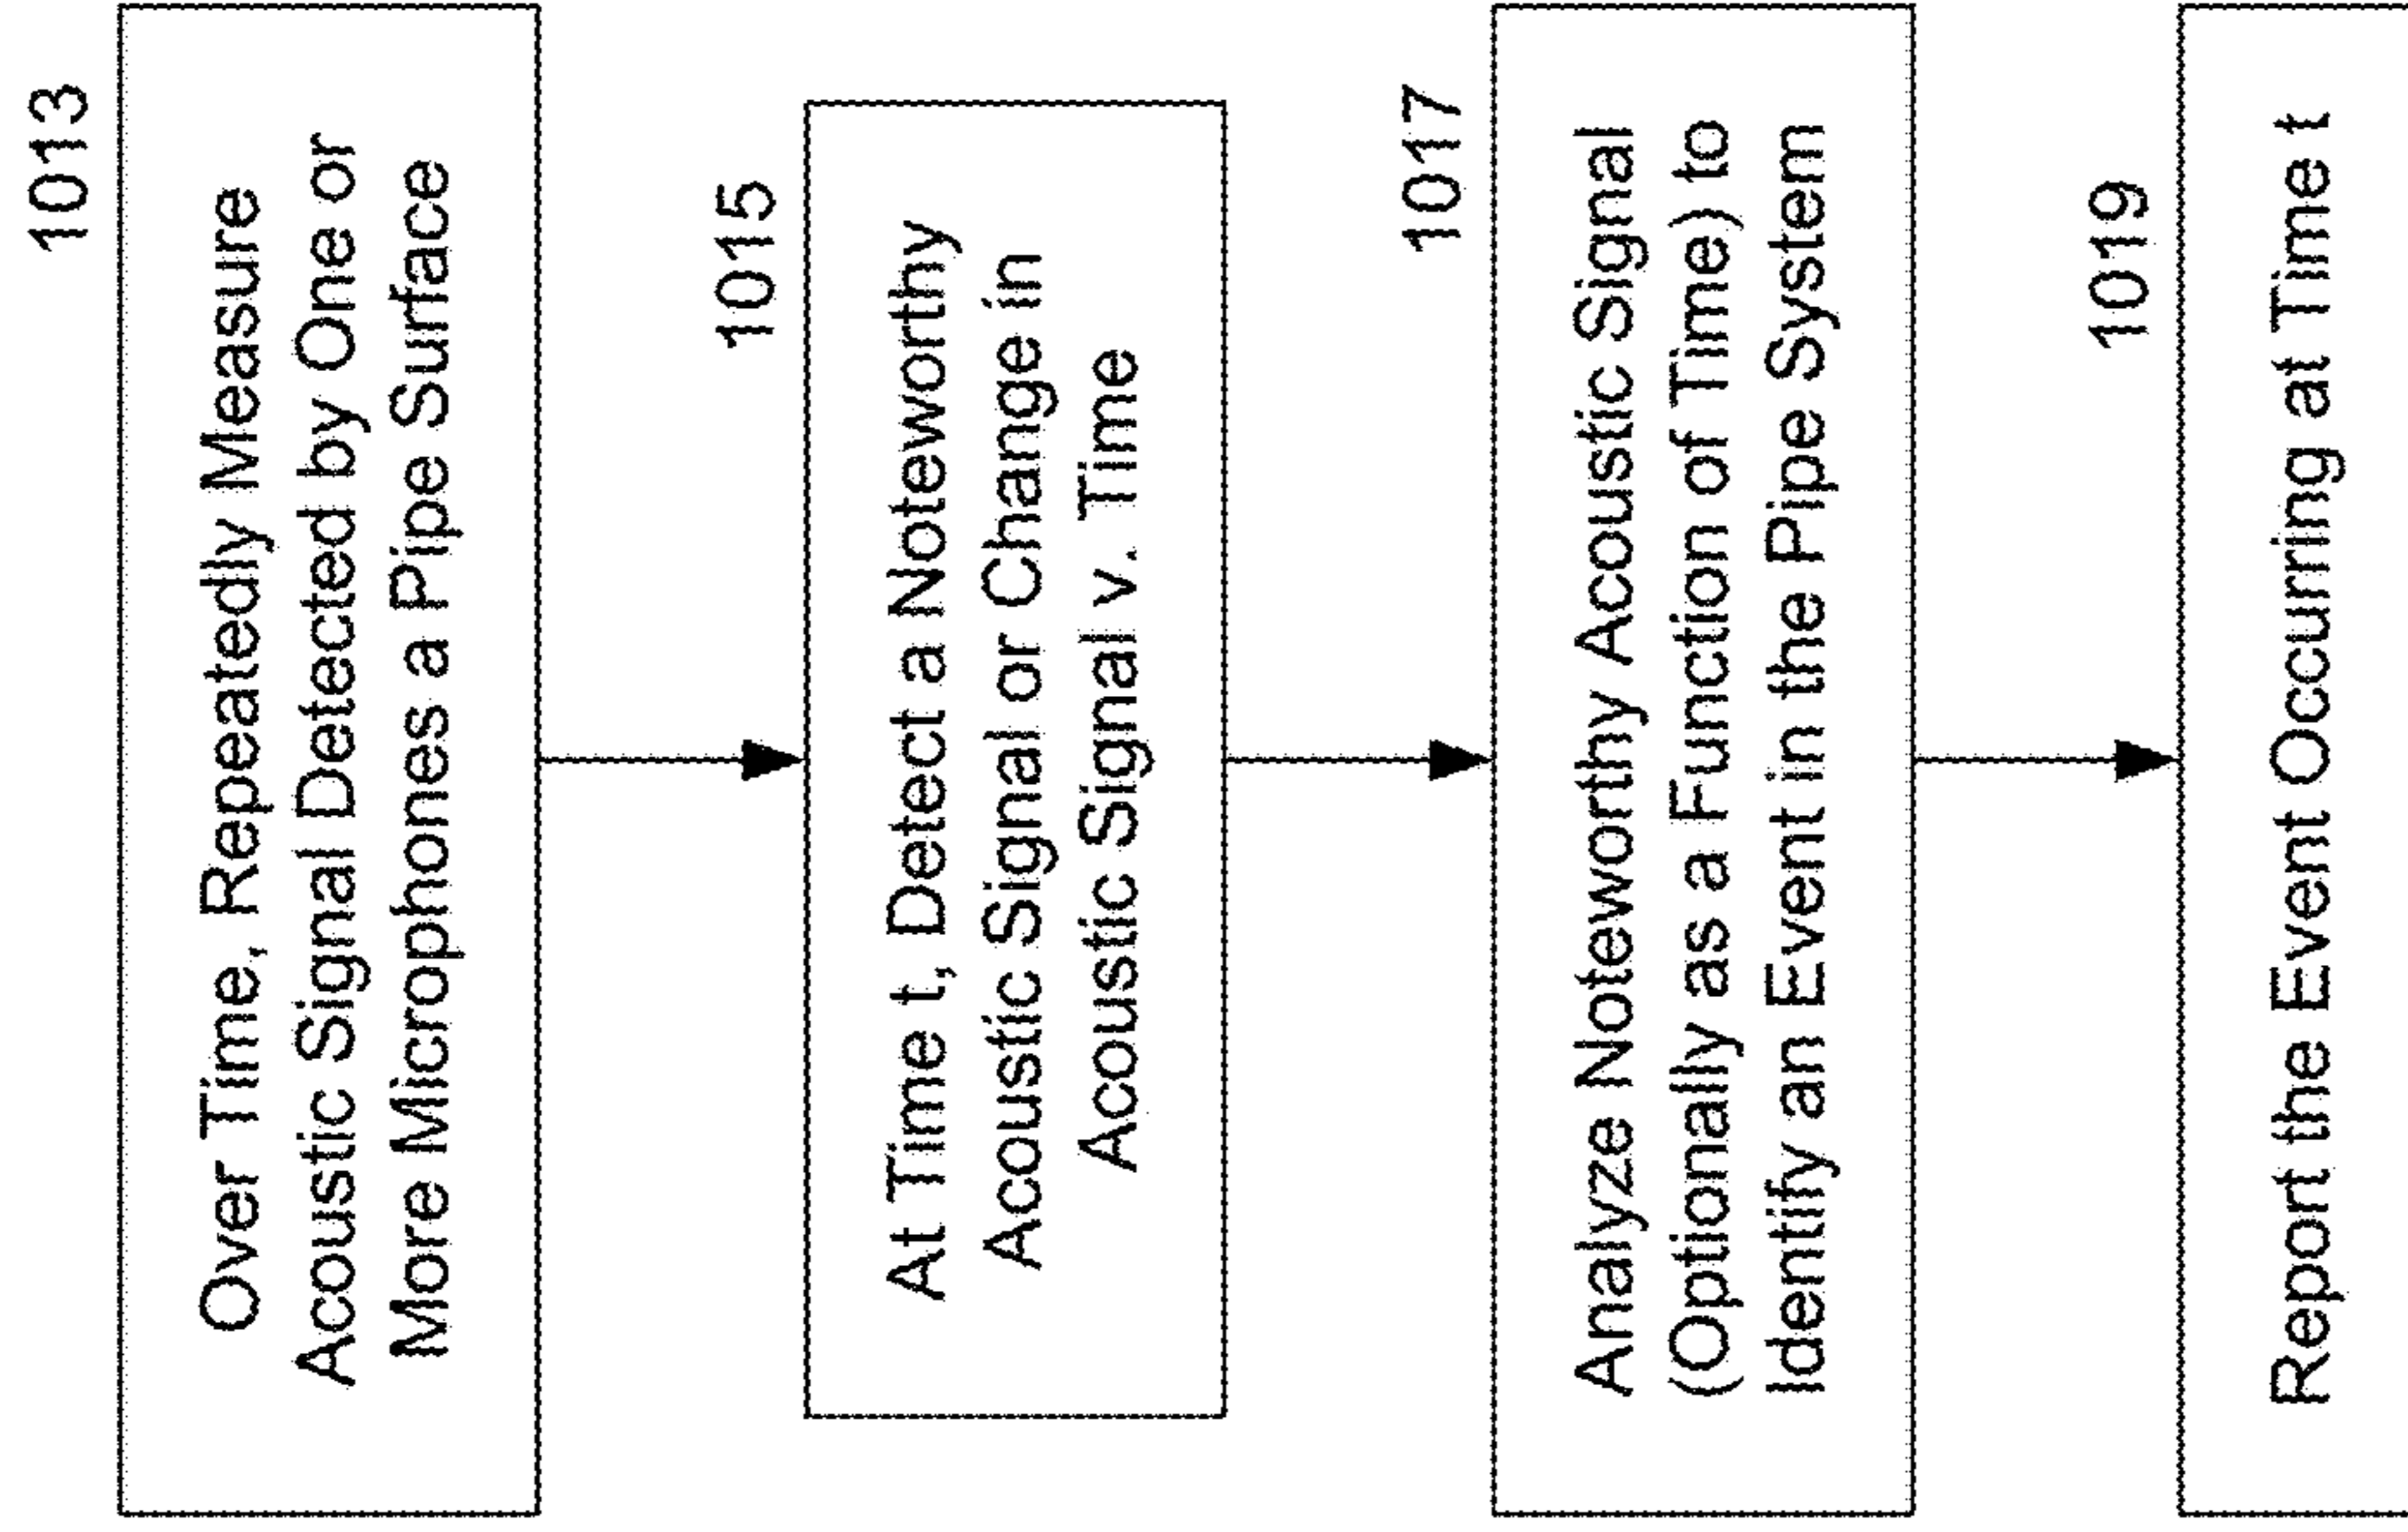 1013
Over Time, Repeatedly Measure
Acoustic Signal Detected by One or
More Microphones a Pipe Surface
1015
At Time t, Detect a Noteworthy
Acoustic Signal or Change in
Acoustic Signal v. Time
1017
Analyze Noteworthy Acoustic Signal
(Optionally as a Function of Time) to
Identify an Event in the Pipe System
1019
Report the Event Occurring at Time t